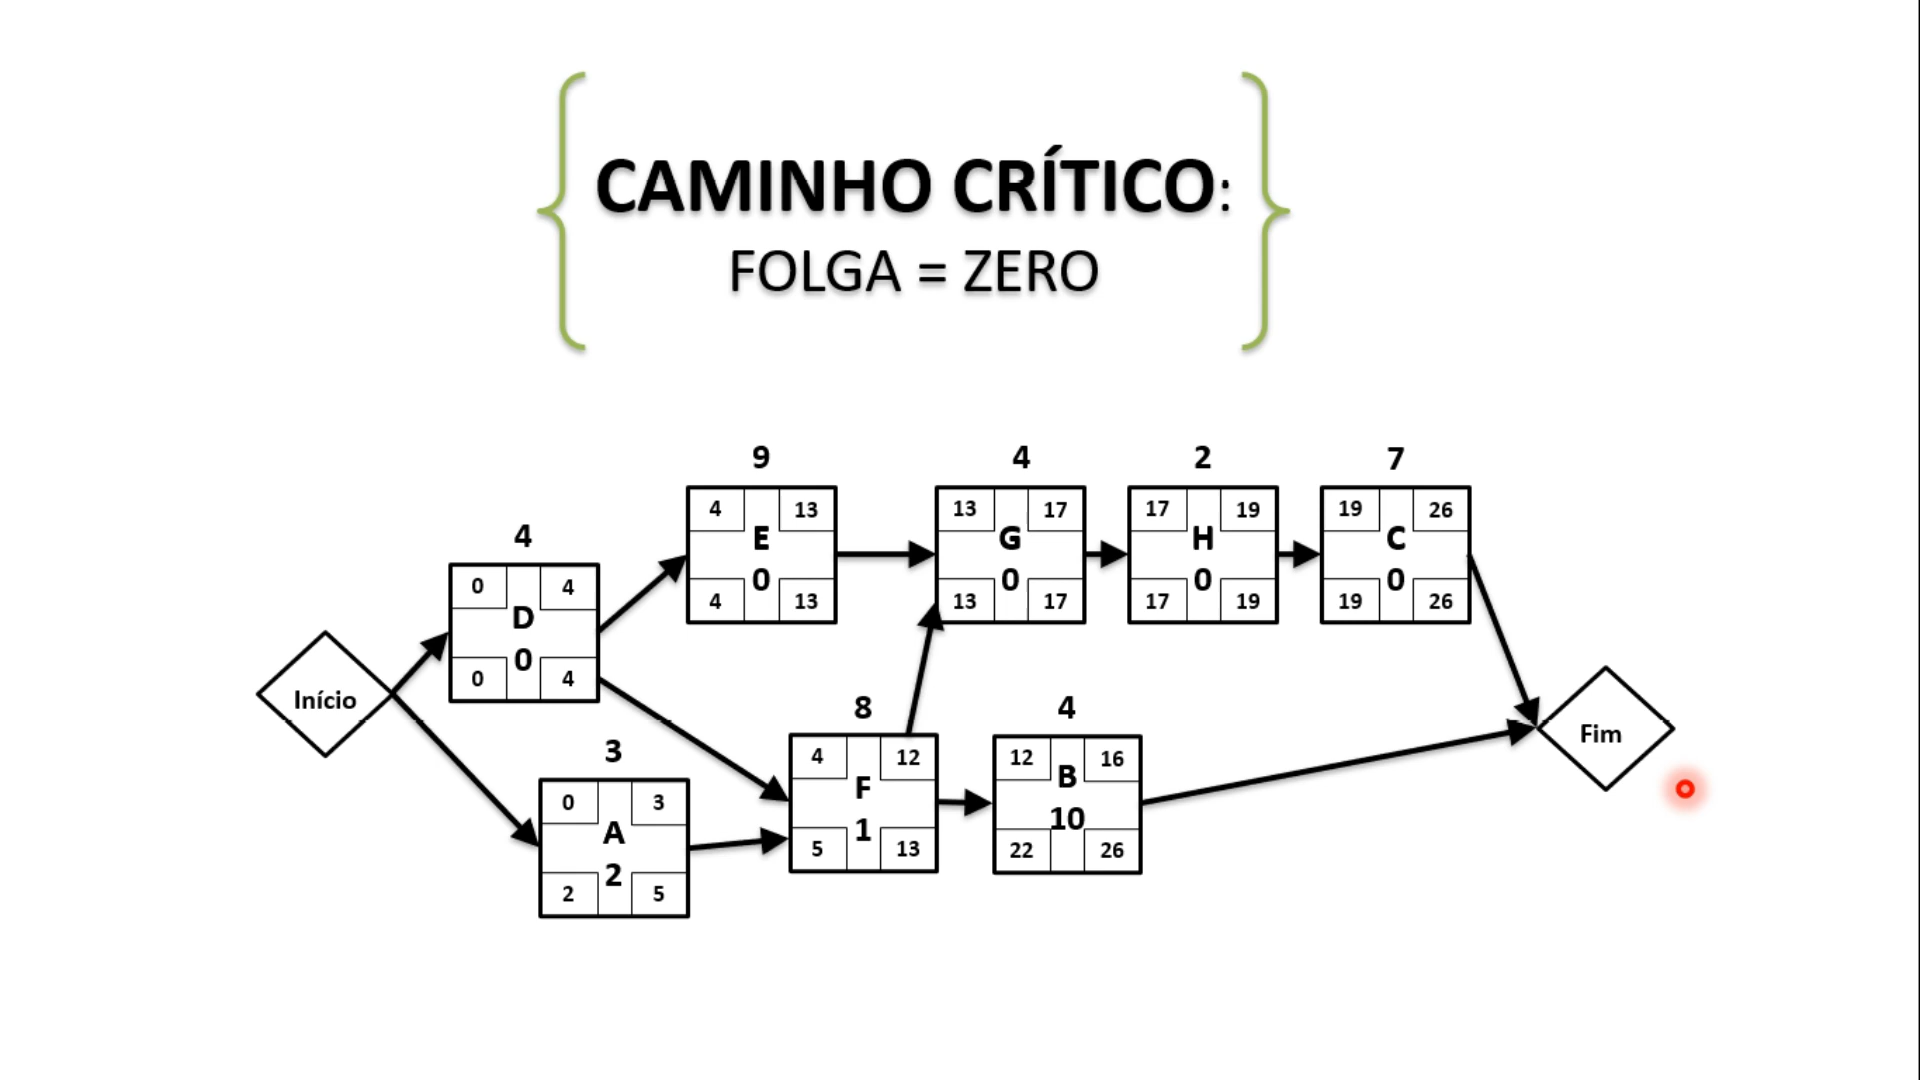 CAMINHO CRÍTICO:
FOLGA = ZERO
9
4 13
E
0
4 13
4
13 17
G
0
13 17
2
17 19
H
0
17 19
7
19 26
C
0
19 26
4
0 4
D
0
0 4
Início
3
0 3
A
2
2 5
8
4 12
F
1
5 13
4
12 16
B
10
22 26
Fim